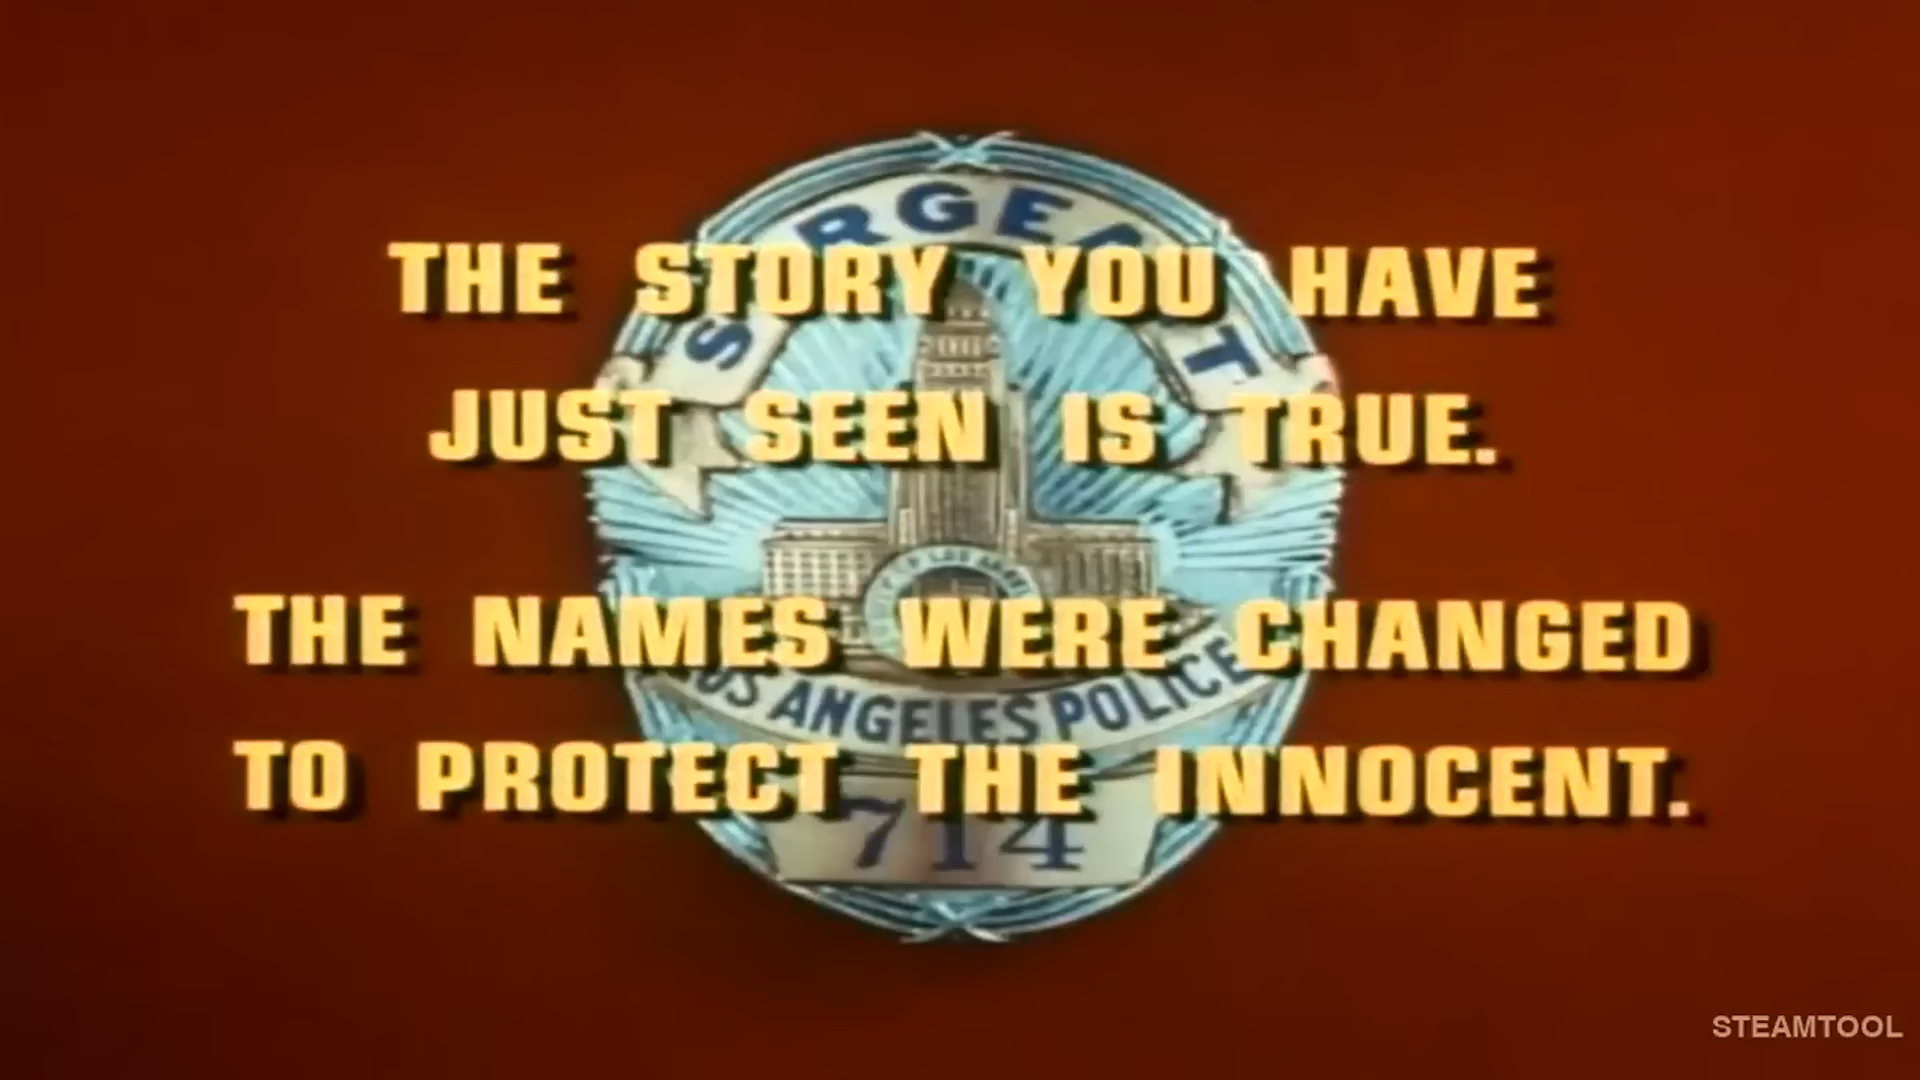 SERGEANT
THE STORY YOU HAVE
JUST SEEN IS TRUE.
THE NAMES WERE CHANGED
LOS ANGELES POLICE
TO PROTECT THE INNOCENT.
714
STEAMTOOL